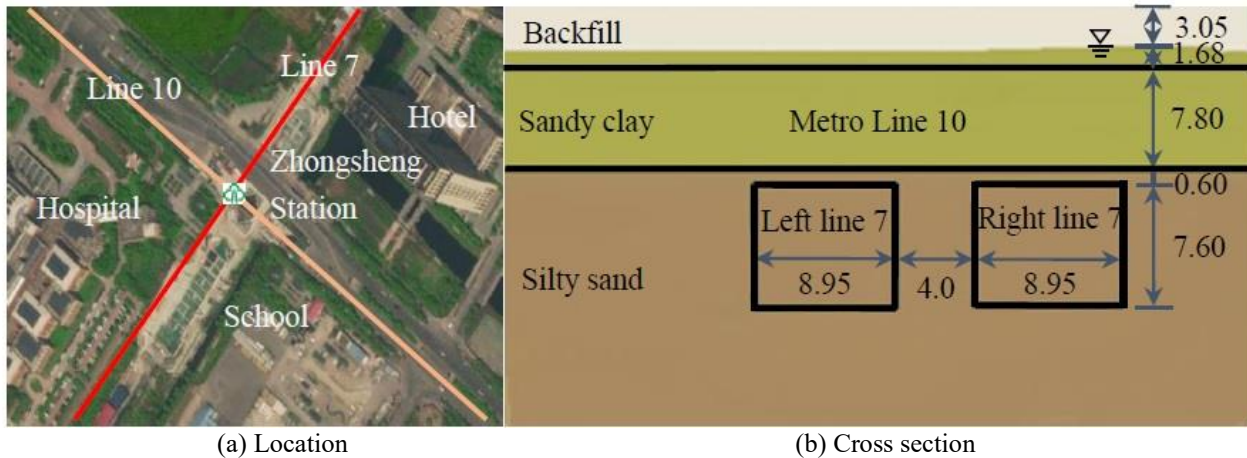 Line 7
Line 10
Hotel
Zhongsheng
Hospital
Station
School
(a) Location
Backfill
3.05
1.68
Sandy clay
Metro Line 10
7.80
0.60
Left line 7
Right line 7
7.60
Silty sand
8.95
4.0
8.95
(b) Cross section